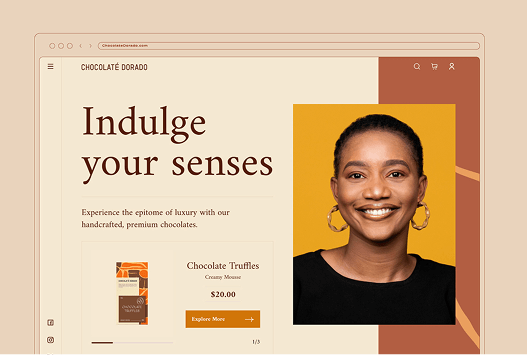 ChocolateDorado.com
CHOCOLATÉ DORADO
Indulge
your senses
Experience the epitome of luxury with our
handcrafted, premium chocolates.
Chocolate Truffles
Creamy Mousse
$20.00
CHOCOLATE
TRUFFLES
Explore More
1/3